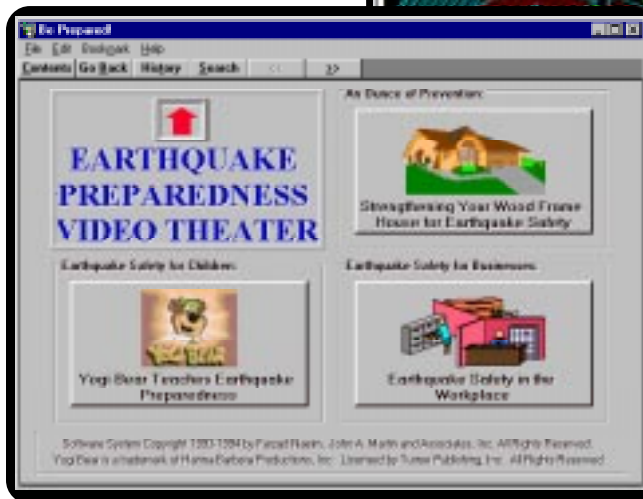 Be Prepared!
File Edit Bookmark Help
Contents Go Back History Search << >>
EARTHQUAKE
PREPAREDNESS
VIDEO THEATER
An Ounce of Prevention:
Strengthening Your Wood Frame
House for Earthquake Safety
Earthquake Safety for Children:
YOGI BEAR
Yogi Bear Teaches Earthquake
Preparedness
Earthquake Safety for Businesses:
Earthquake Safety in the
Workplace
Software System Copyright 1993-1994 by Farzad Naeim, John A. Martin and Associates, Inc. All Rights Reserved.
Yogi Bear is a trademark of Hanna Barbera Productions, Inc. Licensed by Turner Publishing, Inc. All Rights Reserved